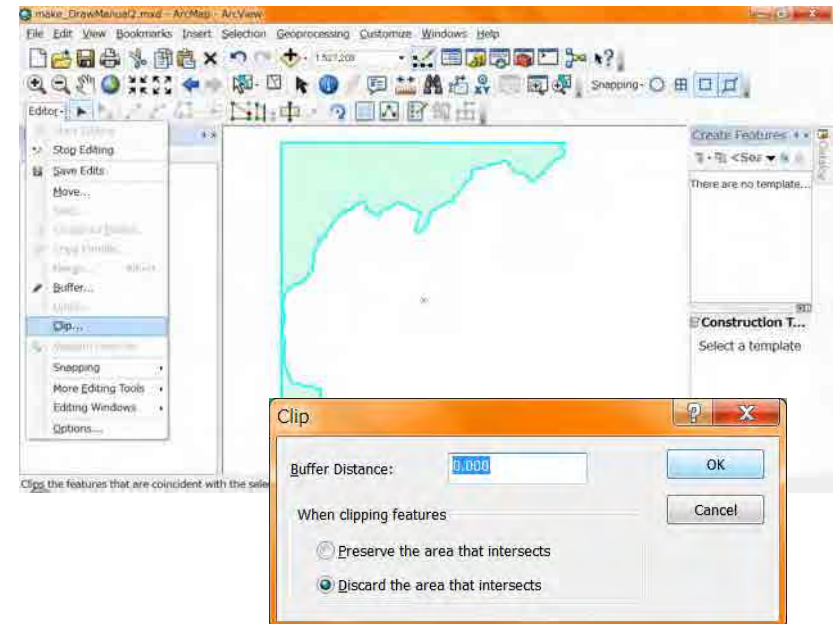 make_DrawManual2.mxd - ArcMap - ArcView
File Edit View Bookmarks Insert Selection Geoprocessing Customize Windows Help
Snapping
Editor
Stop Editing
Save Edits
Move...
Buffer...
Clip...
Snapping
More Editing Tools
Editing Windows
Options...
Clips the features that are coincident with the sele
Create Features
There are no template...
Construction T...
Select a template
Catalog
Clip
Buffer Distance:
0.000
OK
When clipping features
Cancel
Preserve the area that intersects
Discard the area that intersects